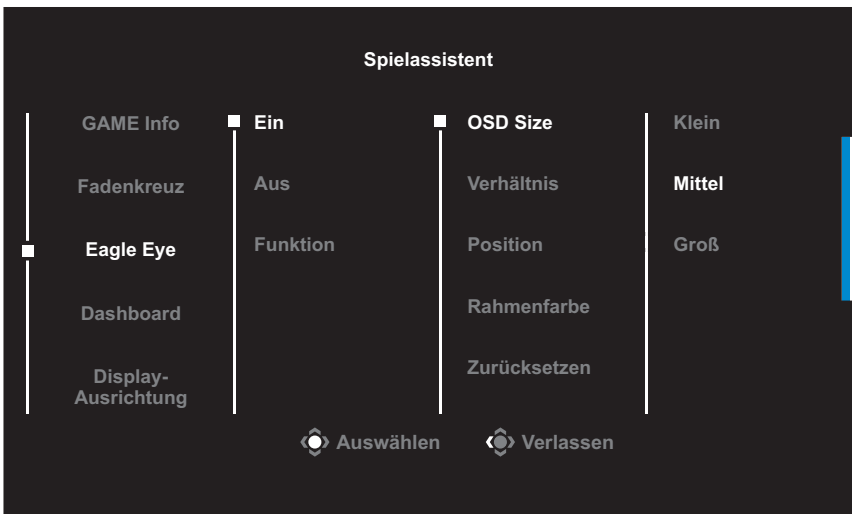 Spielassistent
GAME Info
Fadenkreuz
Eagle Eye
Dashboard
Display-
Ausrichtung
Ein
Aus
Funktion
OSD Size
Verhältnis
Position
Rahmenfarbe
Zurücksetzen
Klein
Mittel
Groß
Auswählen
Verlassen